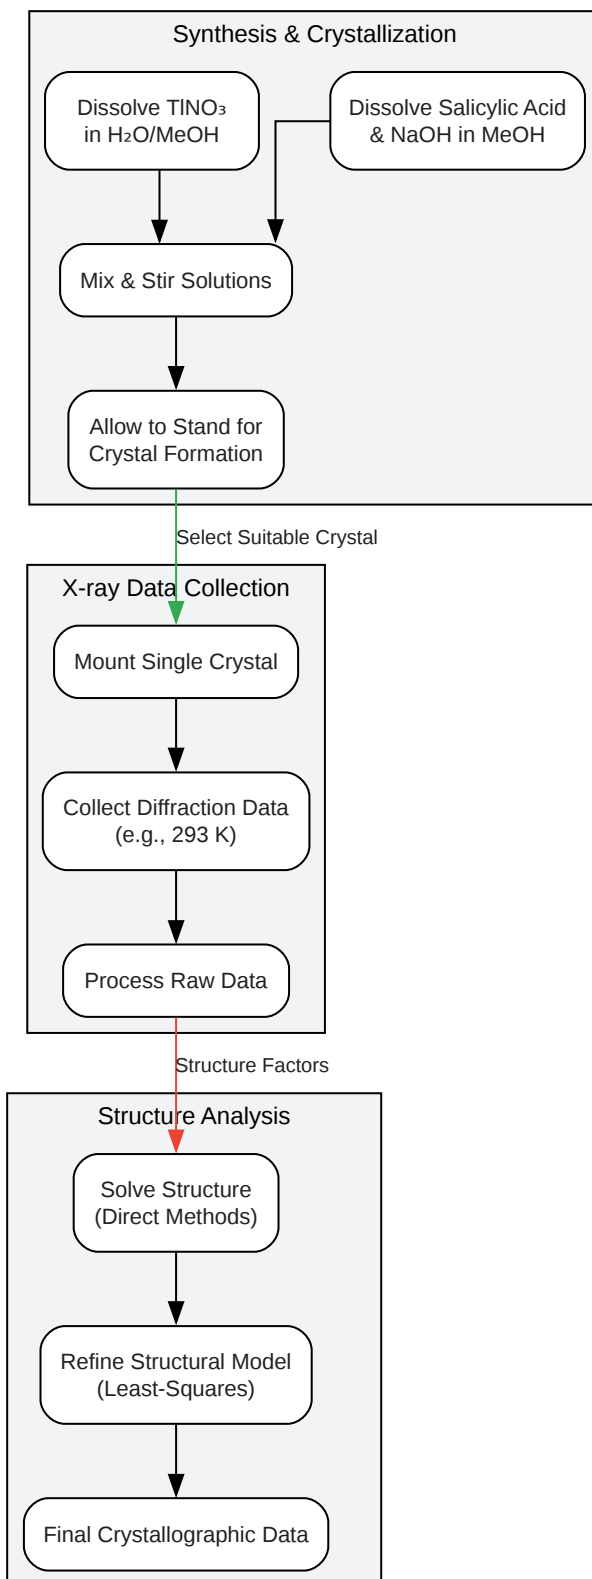 Synthesis & Crystallization
Dissolve TlNO₃
in H₂O/MeOH
Dissolve Salicylic Acid
& NaOH in MeOH
Mix & Stir Solutions
Allow to Stand for
Crystal Formation
Select Suitable Crystal
X-ray Data Collection
Mount Single Crystal
Collect Diffraction Data
(e.g., 293 K)
Process Raw Data
Structure Factors
Structure Analysis
Solve Structure
(Direct Methods)
Refine Structural Model
(Least-Squares)
Final Crystallographic Data